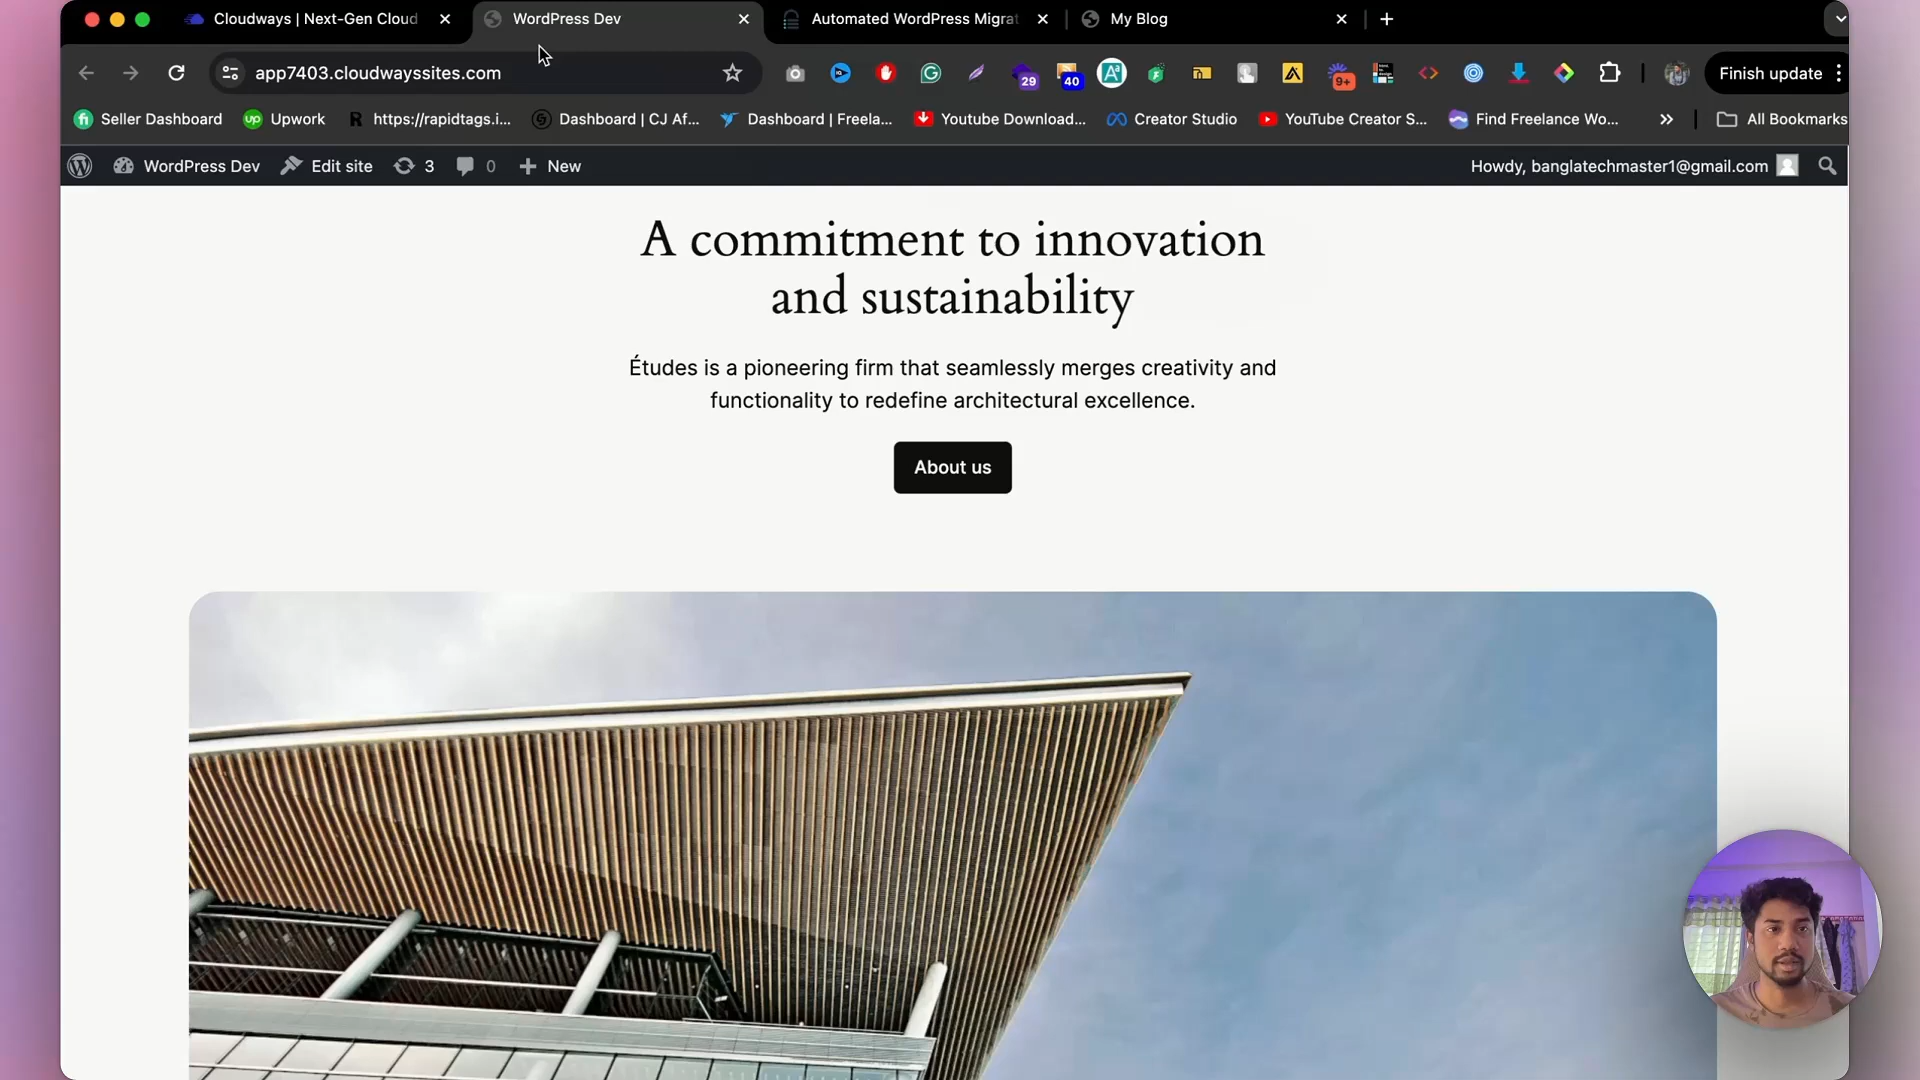 Cloudways | Next-Gen Cloud
WordPress Dev
Automated WordPress Migrat
My Blog
app7403.cloudwayssites.com
29
40
9+
Finish update
Seller Dashboard
Upwork
https://rapidtags.i...
Dashboard | CJ Af...
Dashboard | Freela...
Youtube Download...
Creator Studio
YouTube Creator S...
Find Freelance Wo...
All Bookmarks
WordPress Dev
Edit site
3
0
New
Howdy, banglatechmaster1@gmail.com
A commitment to innovation
and sustainability
Études is a pioneering firm that seamlessly merges creativity and
functionality to redefine architectural excellence.
About us